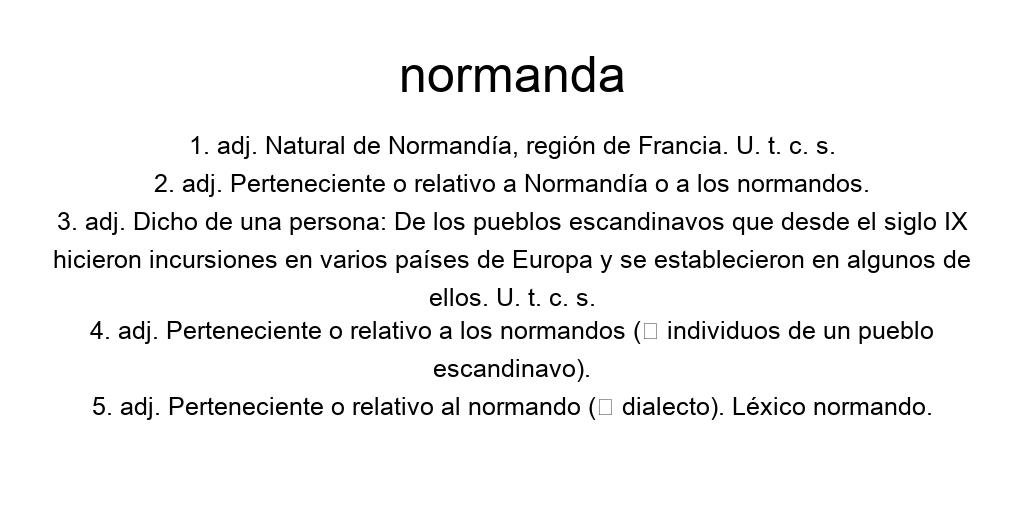 normanda
1. adj. Natural de Normandía, región de Francia. U. t. c. s.
2. adj. Perteneciente o relativo a Normandía o a los normandos.
3. adj. Dicho de una persona: De los pueblos escandinavos que desde el siglo IX
hicieron incursiones en varios países de Europa y se establecieron en algunos de
ellos. U. t. c. s.
4. adj. Perteneciente o relativo a los normandos (□ individuos de un pueblo
escandinavo).
5. adj. Perteneciente o relativo al normando (□ dialecto). Léxico normando.